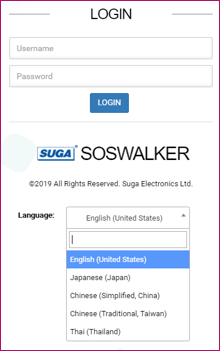 LOGIN
Username
Password
LOGIN
SUGA SOSWALKER
©2019 All Rights Reserved. Suga Electronics Ltd.
Language: English (United States)
English (United States)
Japanese (Japan)
Chinese (Simplified, China)
Chinese (Traditional, Taiwan)
Thai (Thailand)